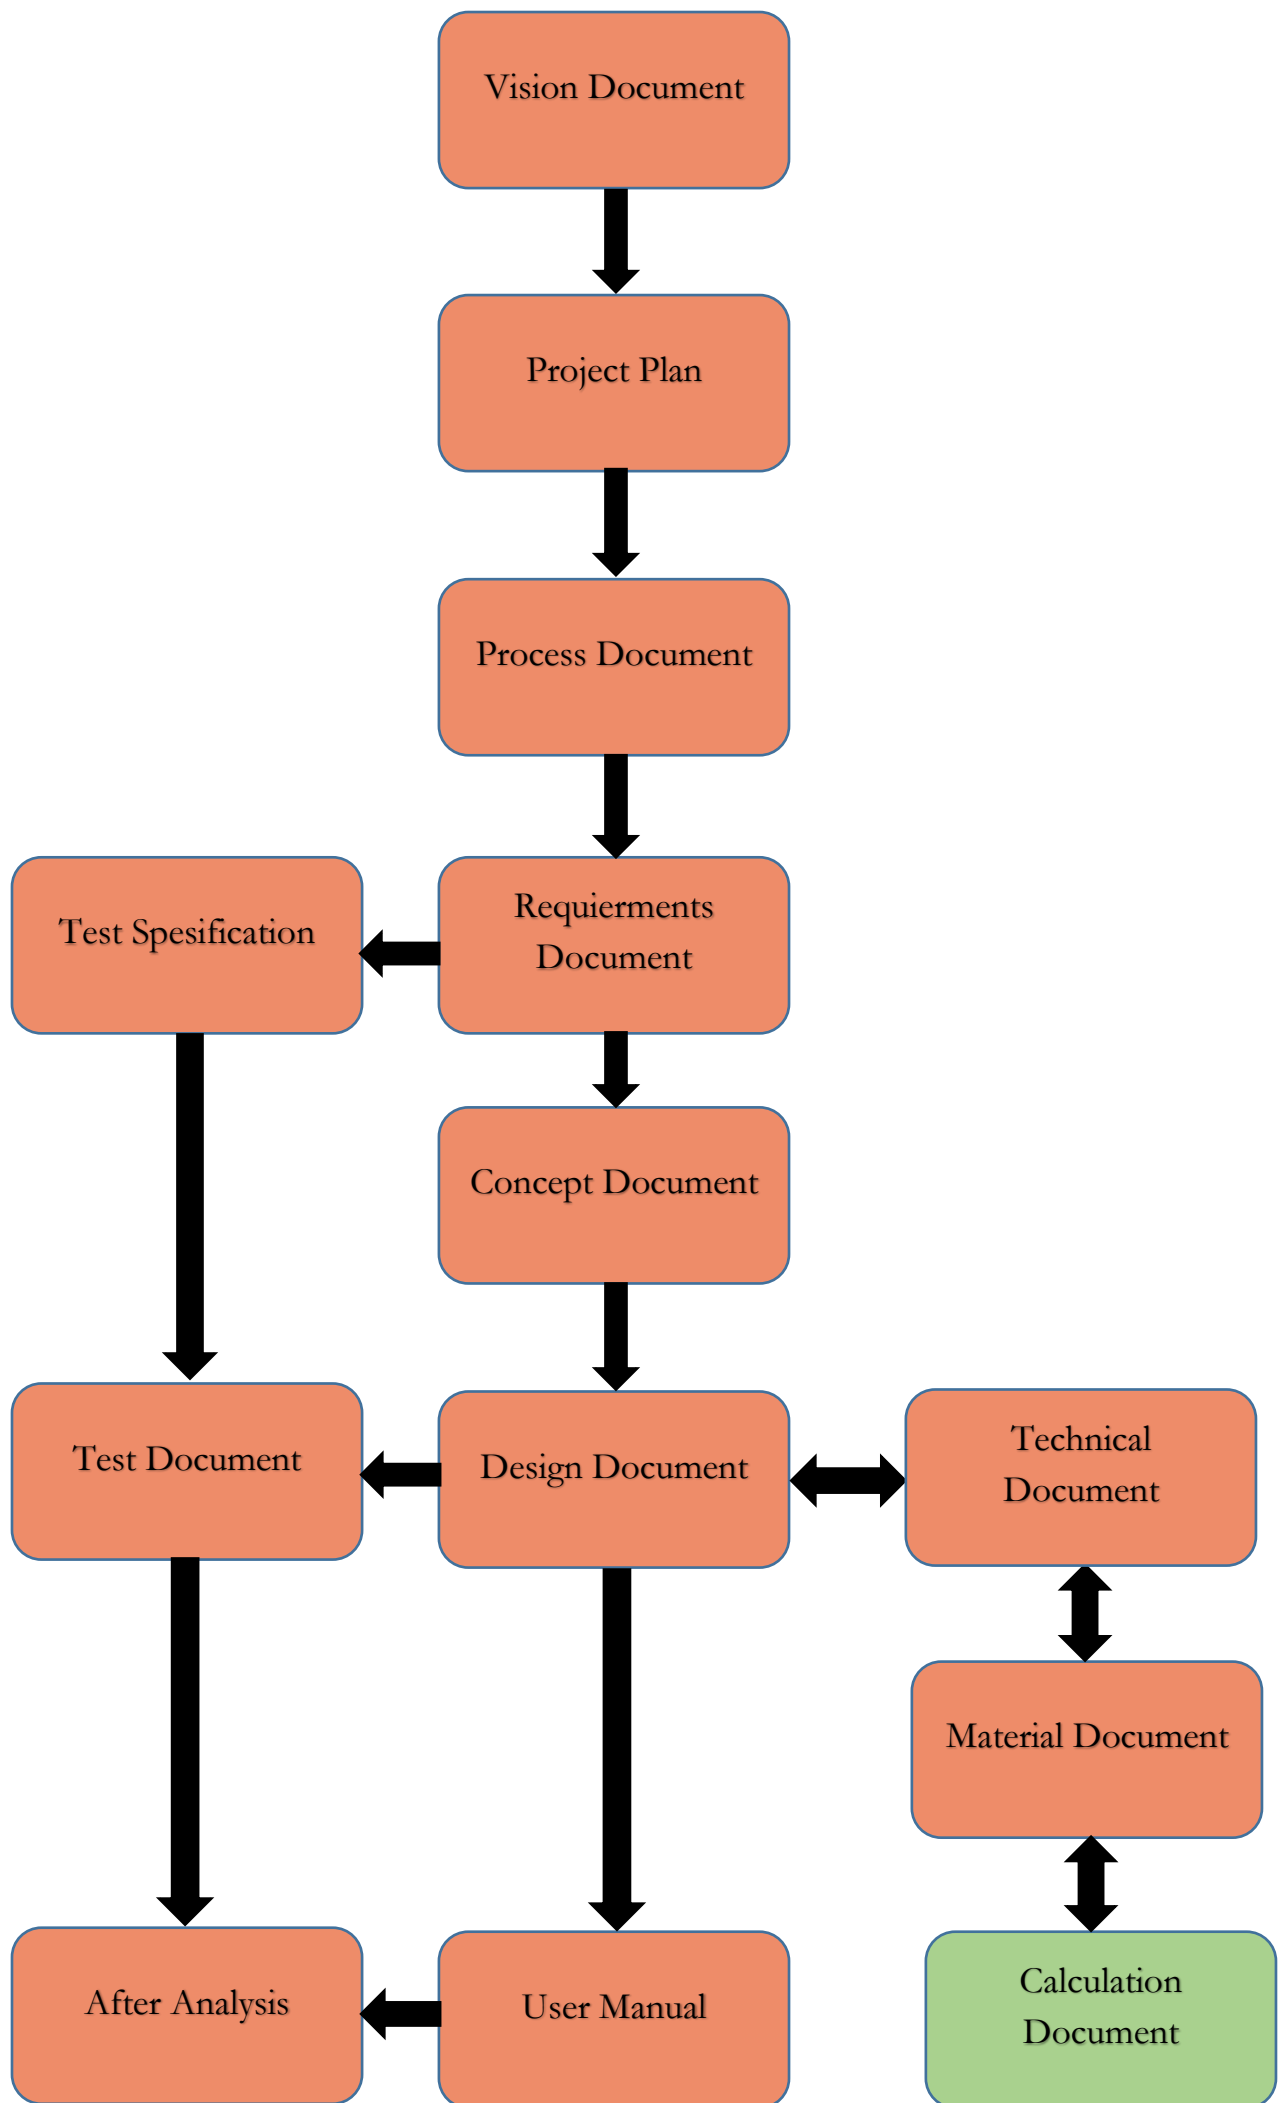 Vision Document
Project Plan
Process Document
Test Spesification
Requierments
Document
Concept Document
Test Document
Design Document
Technical
Document
Material Document
After Analysis
User Manual
Calculation
Document